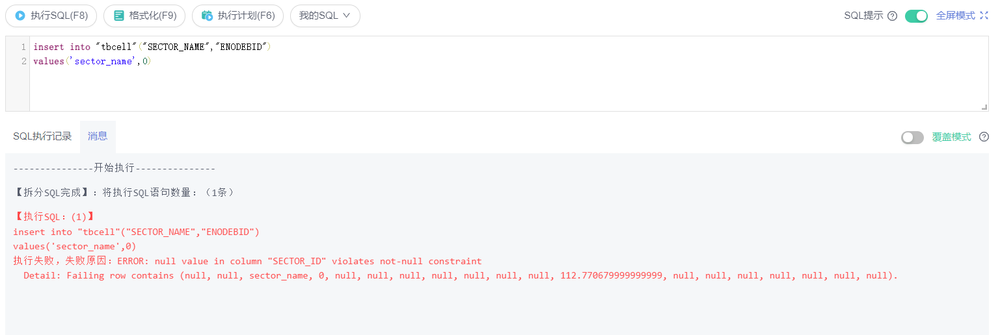 执行SQL(F8) 格式化(F9) 执行计划(F6) 我的SQL SQL提示 全屏模式
1 insert into "tbcell"("SECTOR_NAME","ENODEBID")
2 values('sector_name',0)
SQL执行记录 消息 覆盖模式
---------------开始执行---------------
【拆分SQL完成】：将执行SQL语句数量：（1条）
【执行SQL：(1)】
insert into "tbcell"("SECTOR_NAME","ENODEBID")
values('sector_name',0)
执行失败，失败原因：ERROR: null value in column "SECTOR_ID" violates not-null constraint
Detail: Failing row contains (null, null, sector_name, 0, null, null, null, null, null, null, null, 112.770679999999999, null, null, null, null, null, null, null).